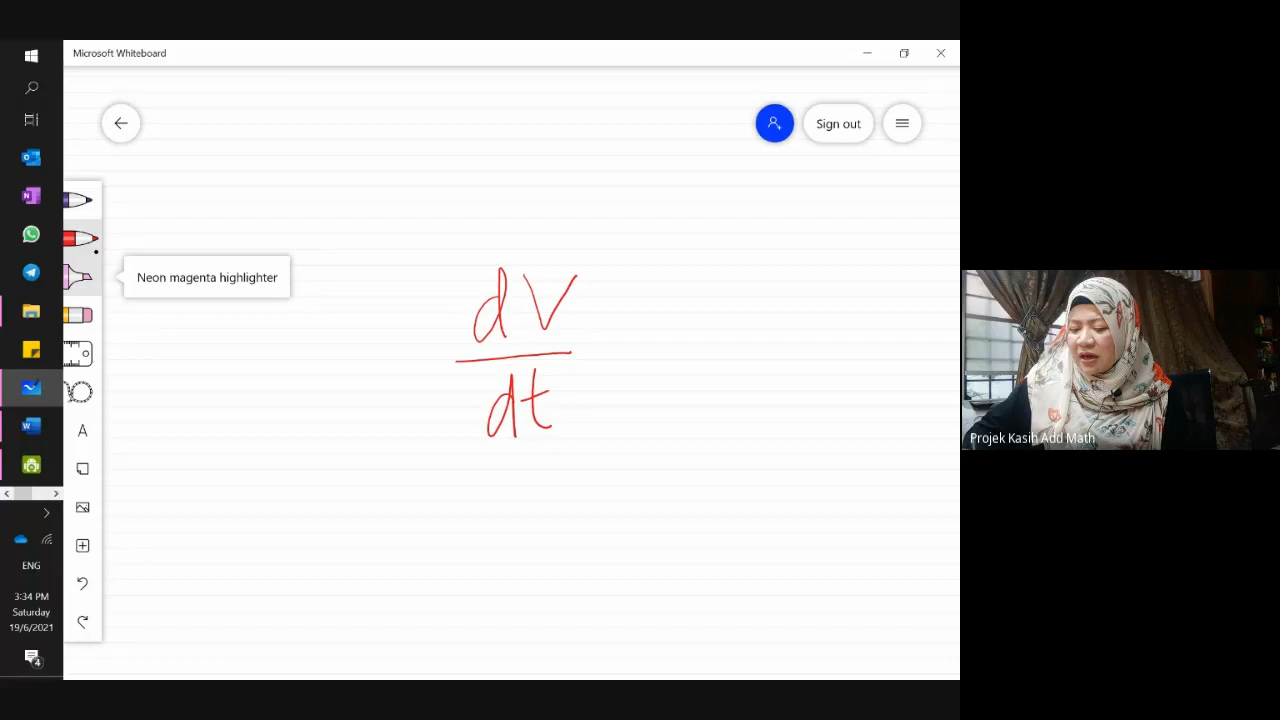 Microsoft Whiteboard
Sign out
Neon magenta highlighter
dV
dt
A
ENG
3:34 PM
Saturday
19/6/2021
4
Projek Kasih Add Math